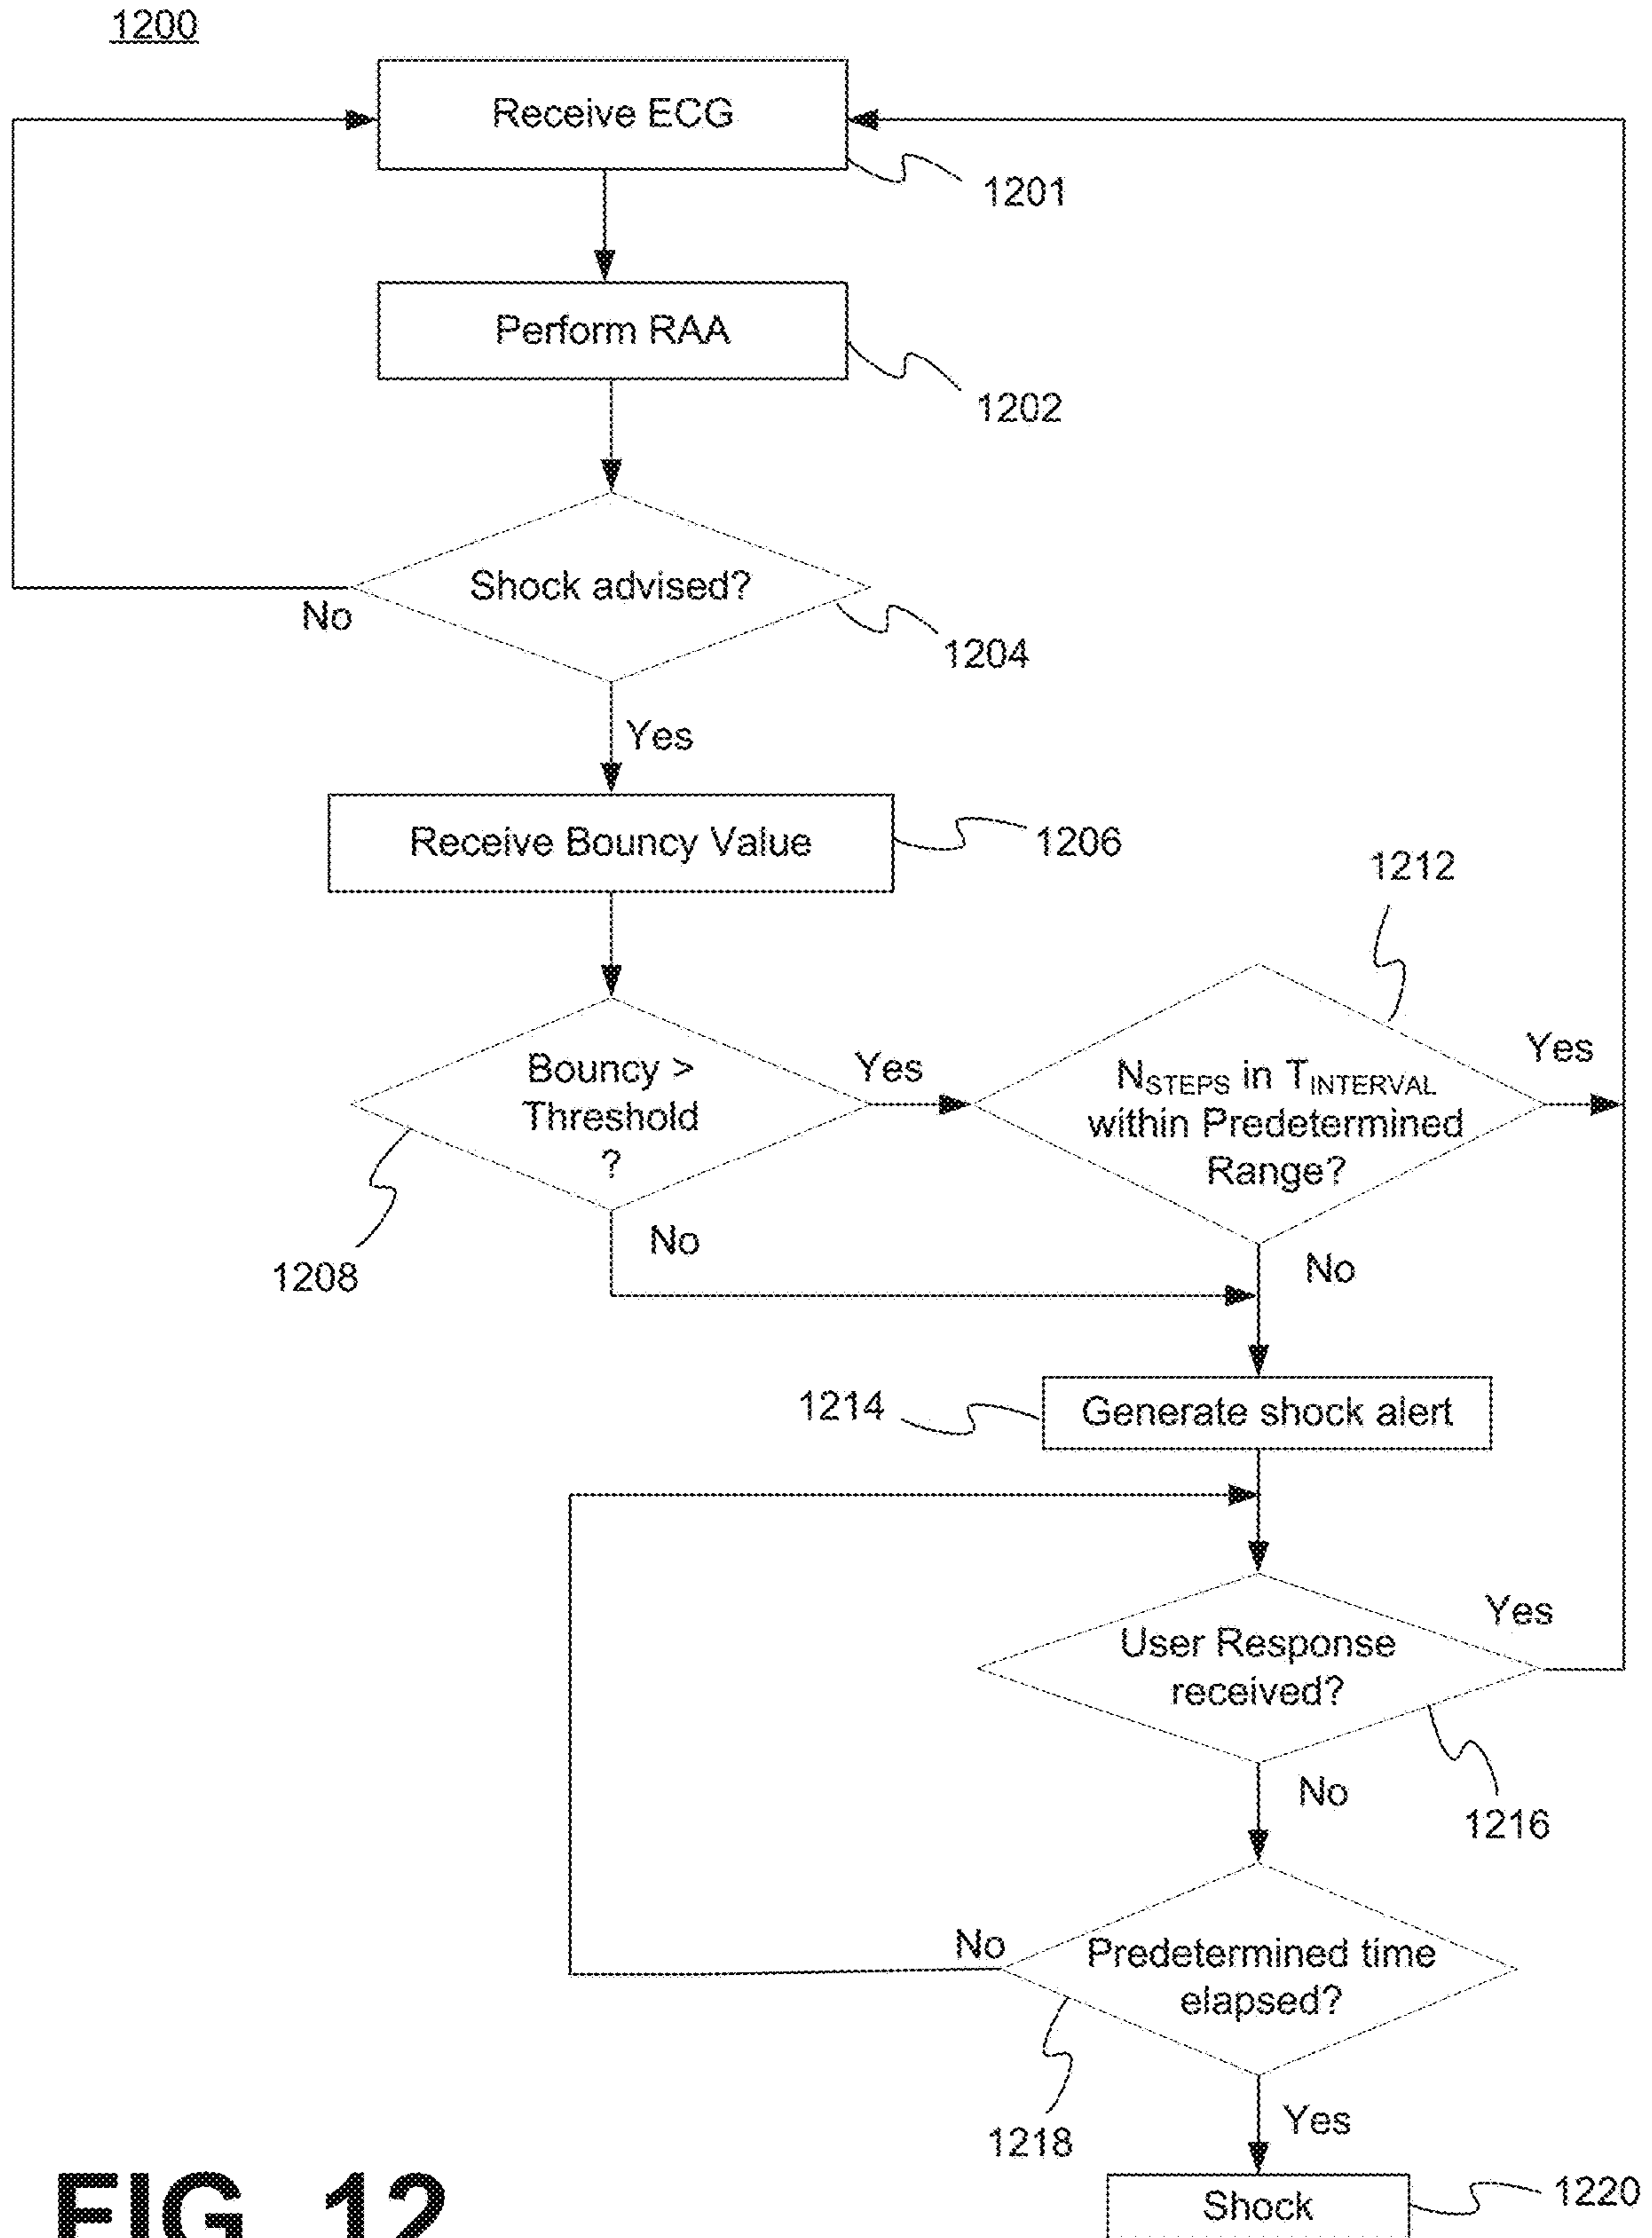 1200
Receive ECG
1201
Perform RAA
1202
Shock advised?
No
1204
Yes
Receive Bouncy Value
1206
1212
Bouncy >
Threshold
?
Yes
NSTEPS in TINTERVAL
within Predetermined
Range?
Yes
1208
No
No
1214
Generate shock alert
User Response
received?
Yes
No
1216
No
Predetermined time
elapsed?
1218
Yes
Shock
1220
FIG. 12